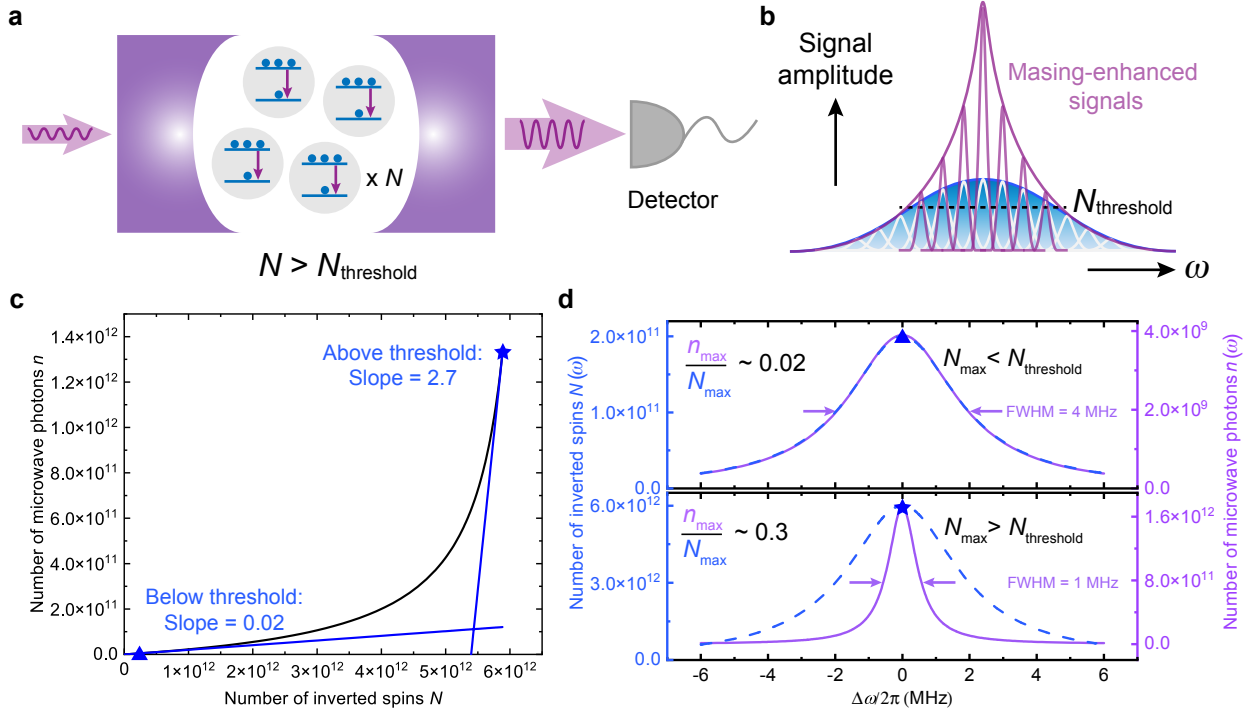 a
x N
Detector
N > Nthreshold
b
Signal
amplitude
Masing-enhanced
signals
Nthreshold
ω
c
Number of microwave photons n
1.4×10¹²
1.2×10¹²
1.0×10¹²
8.0×10¹¹
6.0×10¹¹
4.0×10¹¹
2.0×10¹¹
0.0
Above threshold:
Slope = 2.7
Below threshold:
Slope = 0.02
0 1×10¹² 2×10¹² 3×10¹² 4×10¹² 5×10¹² 6×10¹²
Number of inverted spins N
d
Number of inverted spins N(ω)
2.0×10¹¹
1.0×10¹¹
0.0
nmax
Nmax
~ 0.02
Nmax< Nthreshold
FWHM = 4 MHz
4.0×10⁹
2.0×10⁹
0.0
Number of microwave photons n(ω)
6.0×10¹²
3.0×10¹²
0.0
nmax
Nmax
~ 0.3
Nmax> Nthreshold
FWHM = 1 MHz
1.6×10¹²
8.0×10¹¹
0.0
-6 -4 -2 0 2 4 6
Δω/2π (MHz)